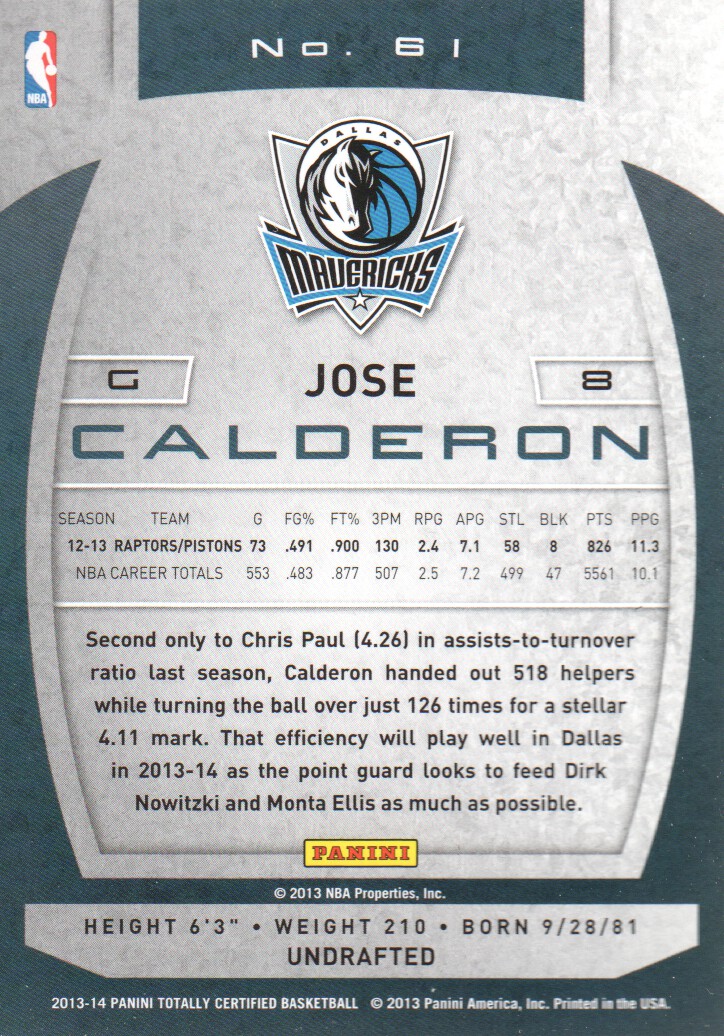 No. 61
NBA
DALLAS
MAVERICKS
G JOSE 8
CALDERON
SEASON TEAM G FG% FT% 3PM RPG APG STL BLK PTS PPG
12-13 RAPTORS/PISTONS 73 .491 .900 130 2.4 7.1 58 8 826 11.3
NBA CAREER TOTALS 553 .483 .877 507 2.5 7.2 499 47 5561 10.1
Second only to Chris Paul (4.26) in assists-to-turnover
ratio last season, Calderon handed out 518 helpers
while turning the ball over just 126 times for a stellar
4.11 mark. That efficiency will play well in Dallas
in 2013-14 as the point guard looks to feed Dirk
Nowitzki and Monta Ellis as much as possible.
PANINI
© 2013 NBA Properties, Inc.
HEIGHT 6'3" • WEIGHT 210 • BORN 9/28/81
UNDRAFTED
2013-14 PANINI TOTALLY CERTIFIED BASKETBALL © 2013 Panini America, Inc. Printed in the USA.